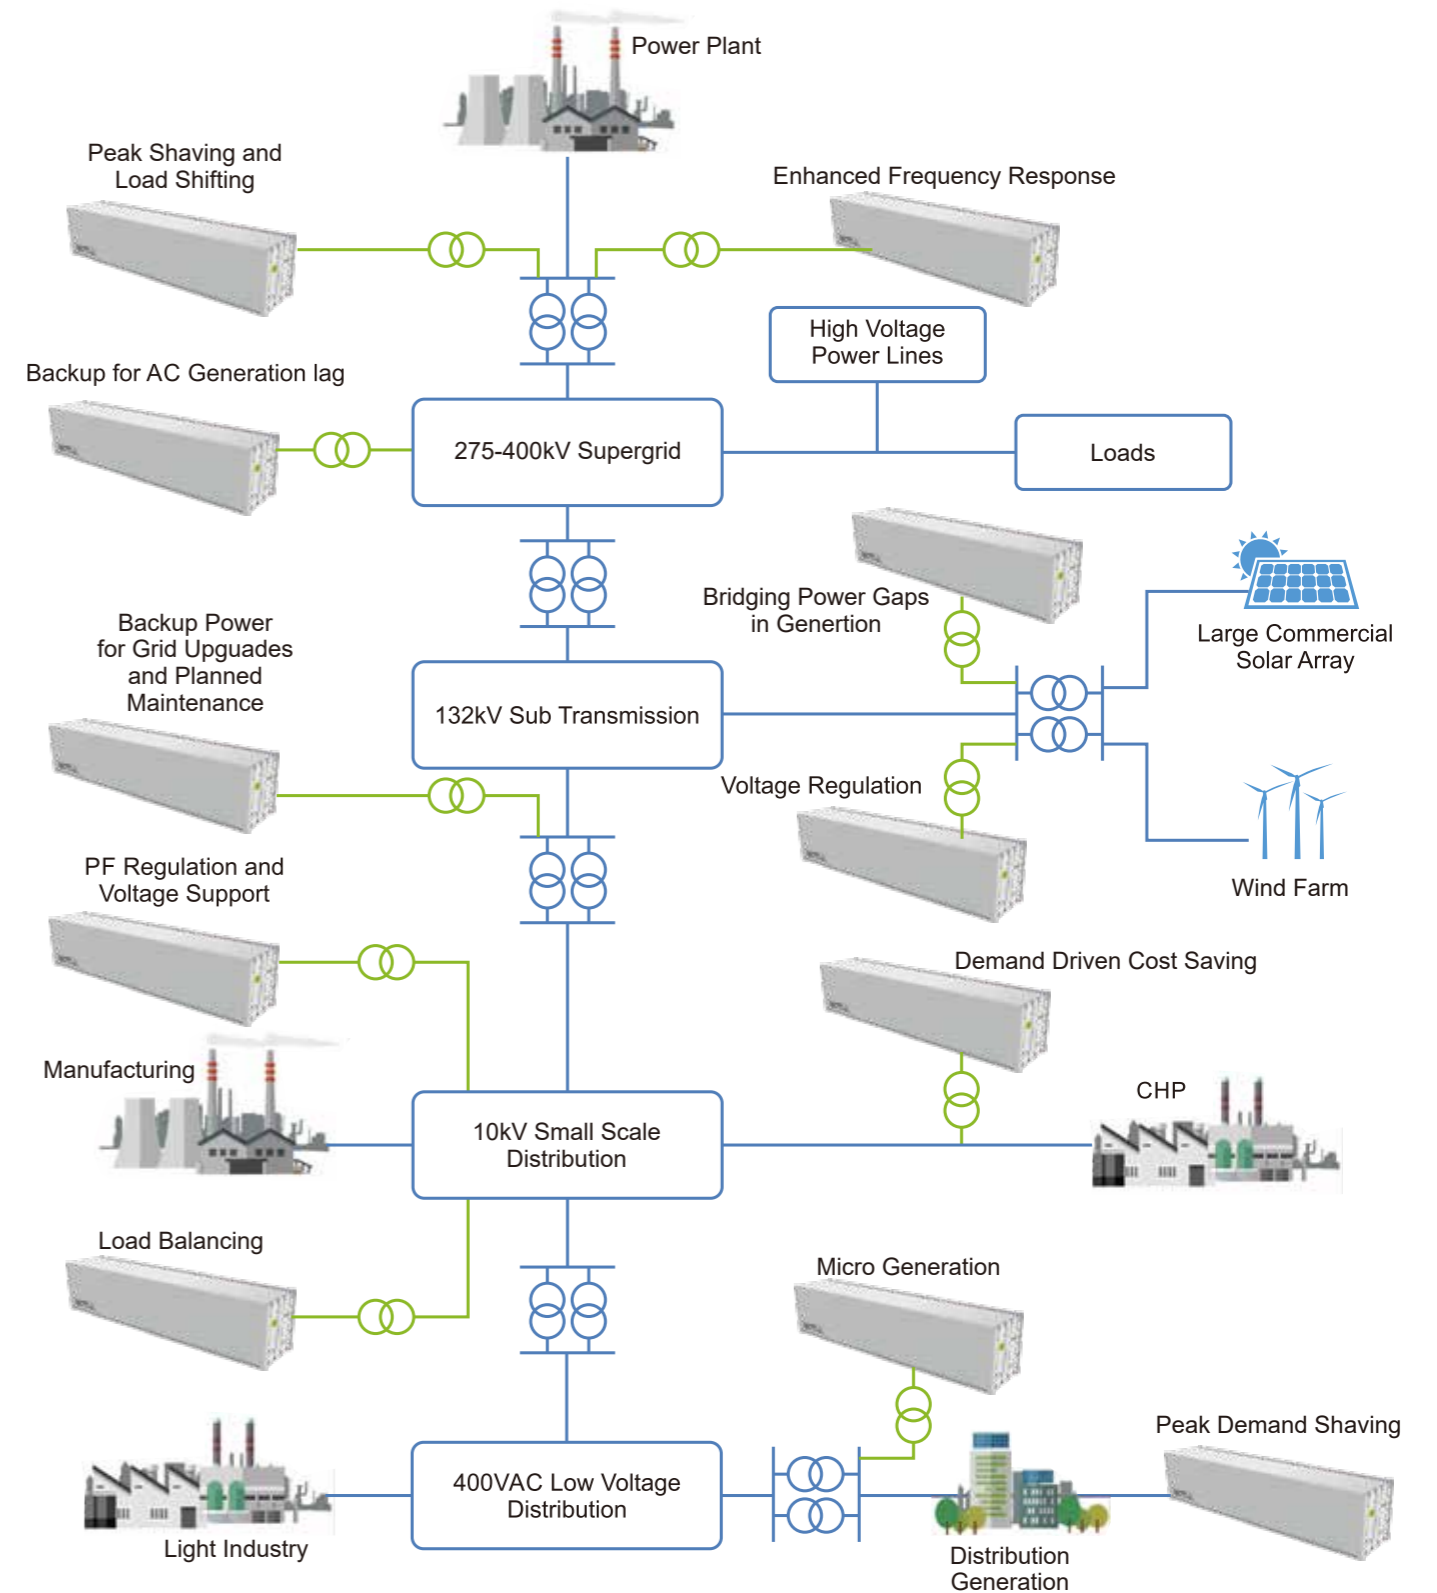 Power Plant
Peak Shaving and
Load Shifting
Enhanced Frequency Response
High Voltage
Power Lines
Backup for AC Generation lag
275-400kV Supergrid
Loads
Bridging Power Gaps
in Genertion
Large Commercial
Solar Array
Backup Power
for Grid Upguades
and Planned
Maintenance
132kV Sub Transmission
Voltage Regulation
Wind Farm
PF Regulation and
Voltage Support
Demand Driven Cost Saving
Manufacturing
CHP
10kV Small Scale
Distribution
Load Balancing
Micro Generation
Peak Demand Shaving
400VAC Low Voltage
Distribution
Light Industry
Distribution
Generation